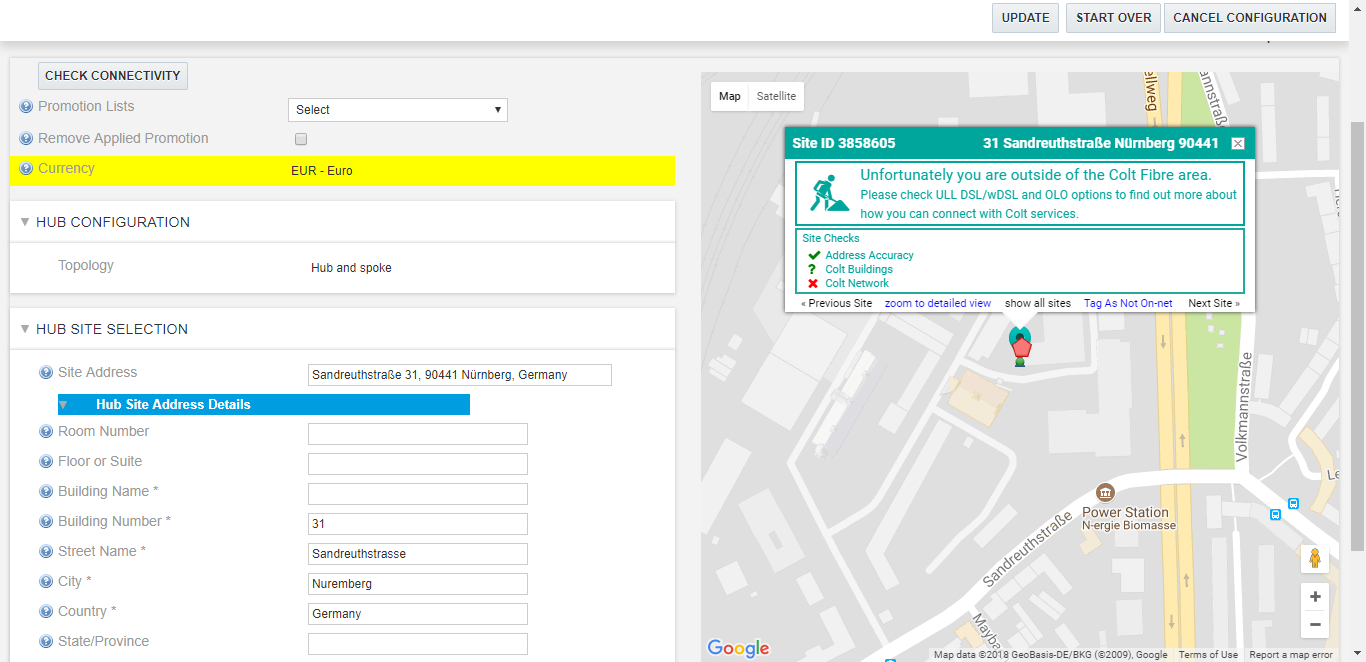 UPDATE
START OVER
CANCEL CONFIGURATION
CHECK CONNECTIVITY
Promotion Lists
Select
Remove Applied Promotion
Currency
EUR - Euro
HUB CONFIGURATION
Topology
Hub and spoke
HUB SITE SELECTION
Site Address
Sandreuthstraße 31, 90441 Nürnberg, Germany
Hub Site Address Details
Room Number
Floor or Suite
Building Name *
Building Number *
31
Street Name *
Sandreuthstrasse
City *
Nuremberg
Country *
Germany
State/Province
Map
Satellite
Site ID 3858605
31 Sandreuthstraße Nürnberg 90441
Unfortunately you are outside of the Colt Fibre area.
Please check ULL DSL/wDSL and OLO options to find out more about
how you can connect with Colt services.
Site Checks
Address Accuracy
? Colt Buildings
Colt Network
« Previous Site
zoom to detailed view
show all sites
Tag As Not On-net
Next Site »
Volkmannstraße
Power Station
N-ergie Biomasse
Sandreuthstraße
+
−
Google
Map data ©2018 GeoBasis-DE/BKG (©2009), Google
Terms of Use
Report a map error